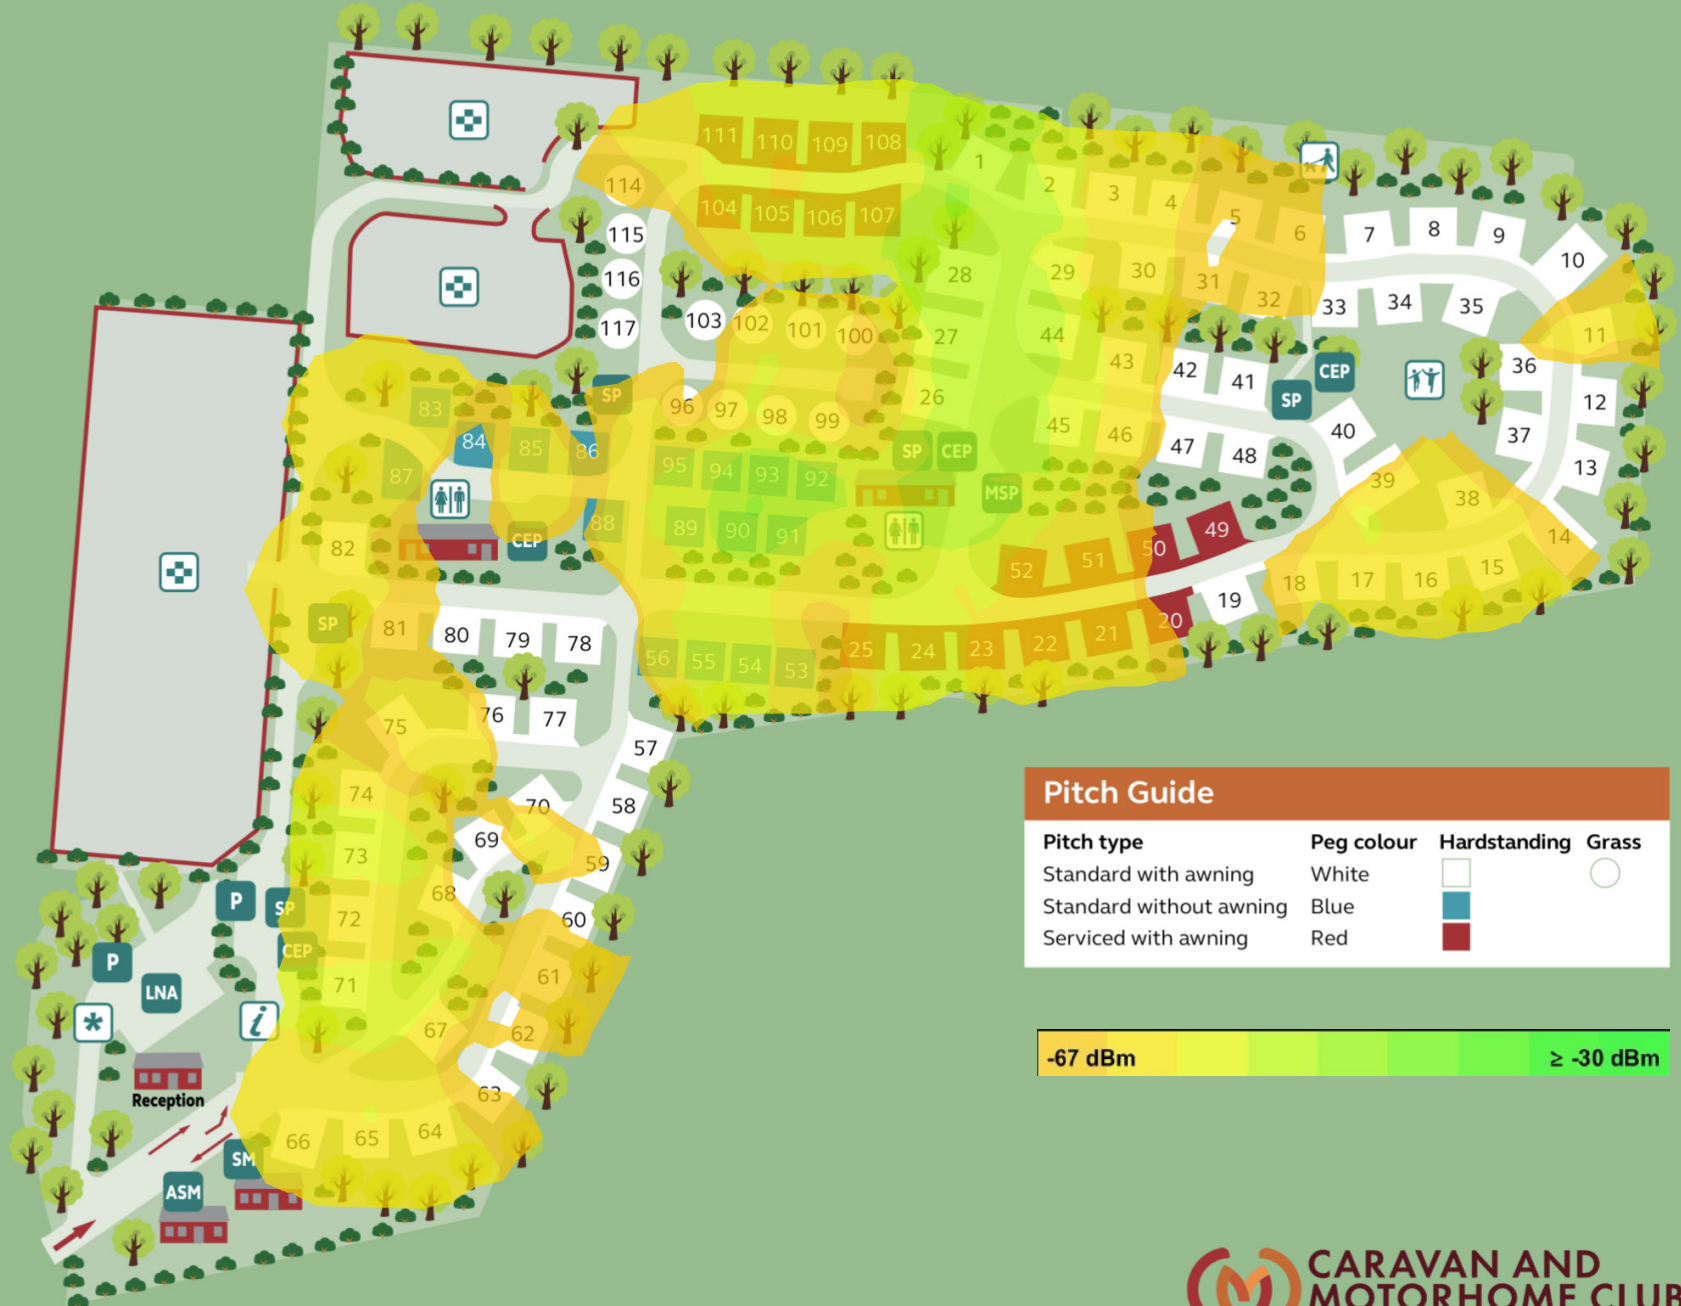 111 110 109 108
1
114
2 3 4 5 6 7 8 9
104 105 106 107
115
10
28 29 30 31 32
116
33 34 35
117 103 102 101 100
27 44 11
43 42 41 CEP 36
SP 96 97 98 99 26
SP 12
83 84 85 86
45 46 47 48 40 37
SP CEP
13
95 94 93 92
87 39 38
MSP
88 89 90 91
82 CEP
49 50 51 52
14 15 16 17 18
19 20
SP 81 80 79 78
25 24 23 22 21
56 55 54 53
75 76 77
57
74 70 58
69
73 59
68
P SP 72 60
CEP
P 71 61
LNA
* i 67 62
63
Reception
66 65 64
SM
ASM
Pitch Guide
Pitch type Peg colour Hardstanding Grass
Standard with awning White
Standard without awning Blue
Serviced with awning Red
-67 dBm ≥ -30 dBm
CARAVAN AND
MOTORHOME CLUB